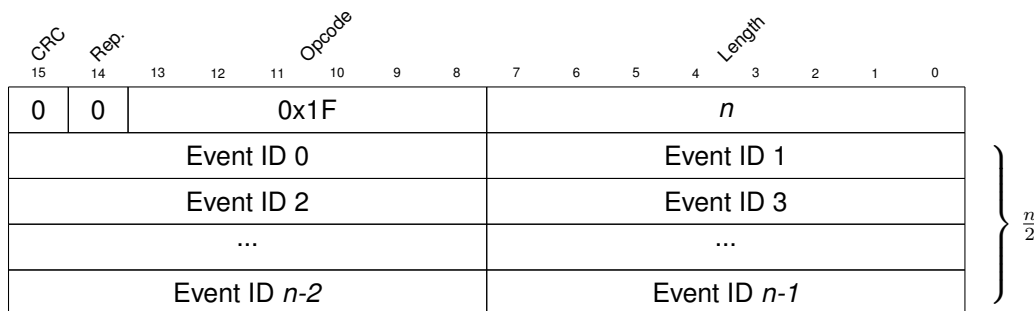 CRC Rep. Opcode Length
15 14 13 12 11 10 9 8 7 6 5 4 3 2 1 0
0 0 0x1F n
Event ID 0 Event ID 1
Event ID 2 Event ID 3
... ...
Event ID n-2 Event ID n-1
n/2